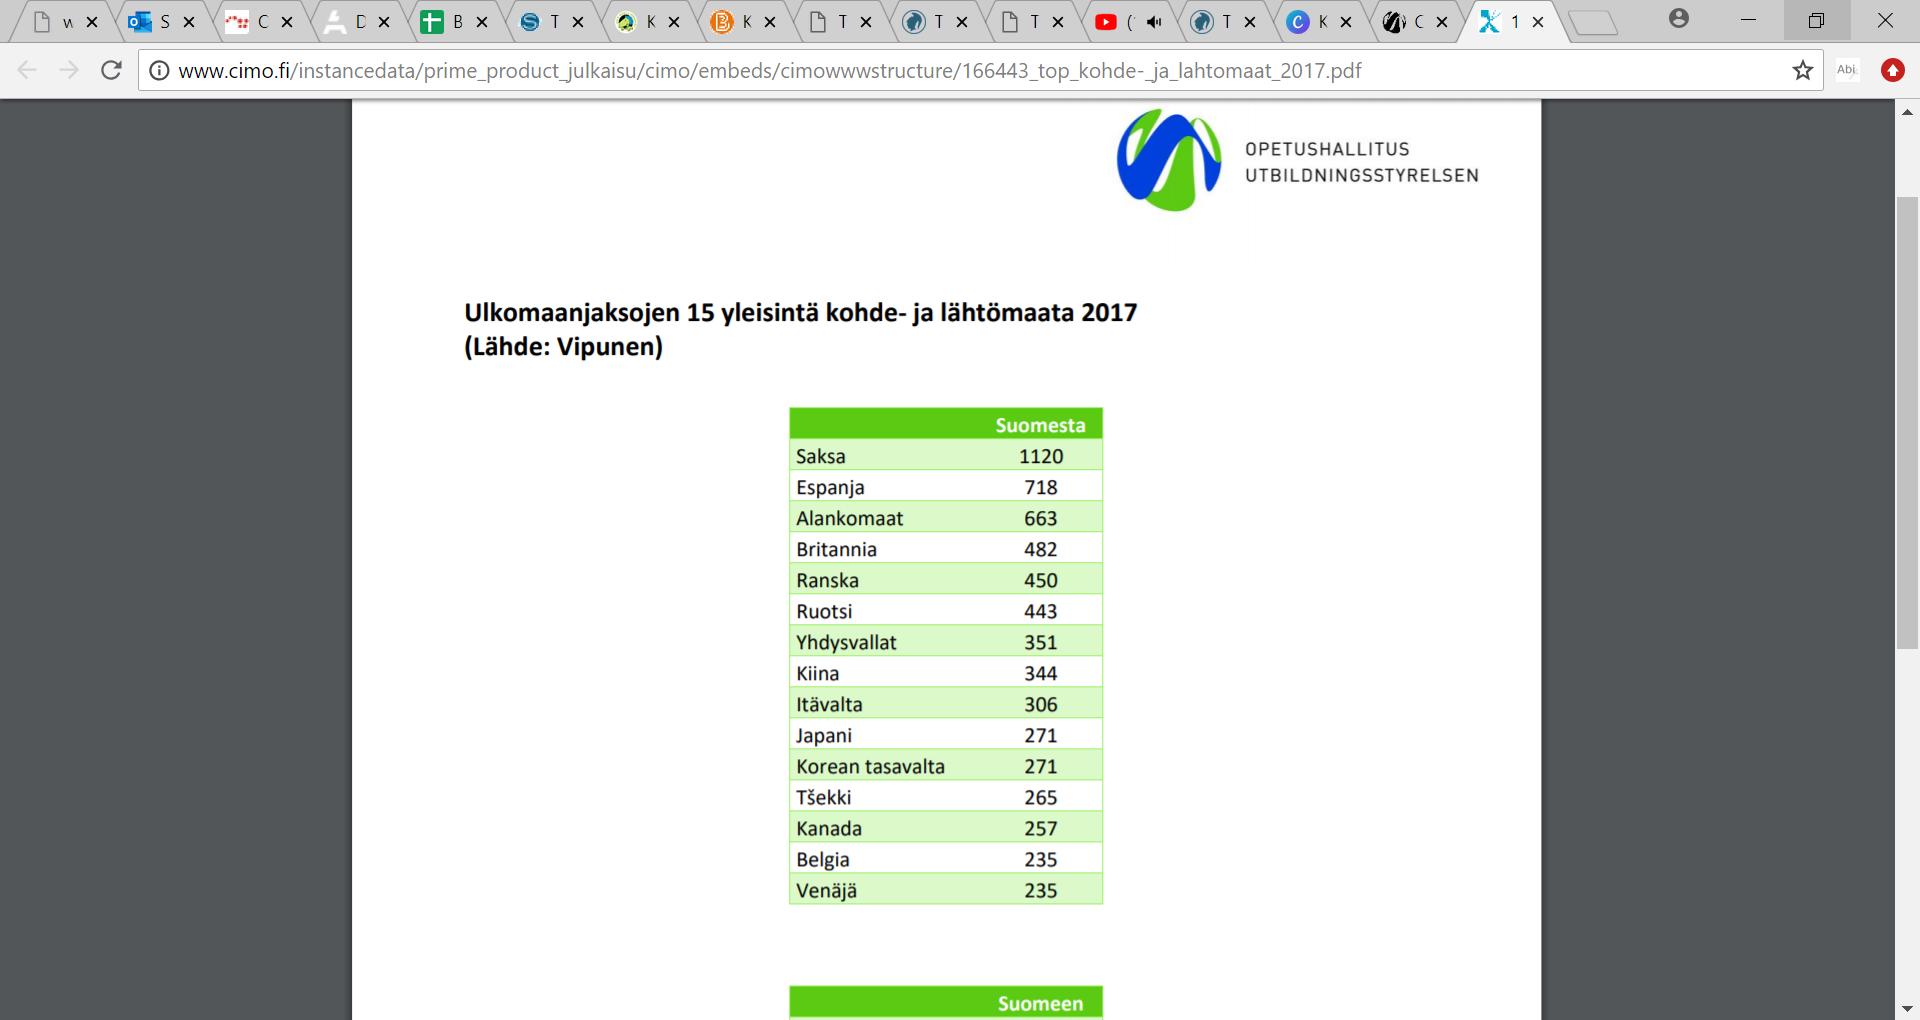 w S C D B T K K T T T ( T K C 1
www.cimo.fi/instancedata/prime_product_julkaisu/cimo/embeds/cimowwwstructure/166443_top_kohde-_ja_lahtomaat_2017.pdf Abi
OPETUSHALLITUS
UTBILDNINGSSTYRELSEN
Ulkomaanjaksojen 15 yleisintä kohde- ja lähtömaata 2017
(Lähde: Vipunen)
Suomesta
Saksa 1120
Espanja 718
Alankomaat 663
Britannia 482
Ranska 450
Ruotsi 443
Yhdysvallat 351
Kiina 344
Itävalta 306
Japani 271
Korean tasavalta 271
Tšekki 265
Kanada 257
Belgia 235
Venäjä 235
Suomeen